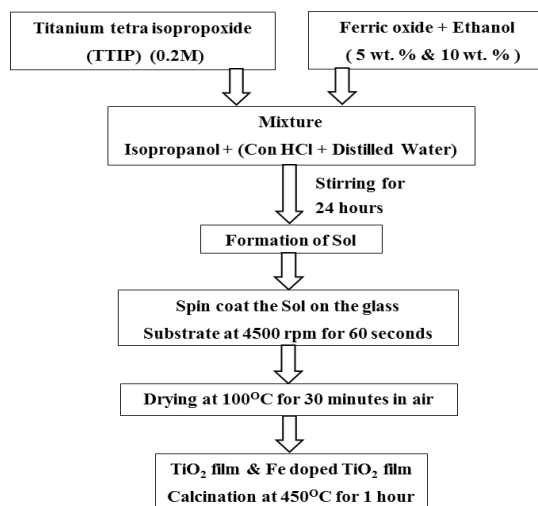 Titanium tetra isopropoxide
(TTIP) (0.2M)
Ferric oxide + Ethanol
( 5 wt. % & 10 wt. % )
Mixture
Isopropanol + (Con HCl + Distilled Water)
Stirring for
24 hours
Formation of Sol
Spin coat the Sol on the glass
Substrate at 4500 rpm for 60 seconds
Drying at 100⁰C for 30 minutes in air
TiO₂ film & Fe doped TiO₂ film
Calcination at 450⁰C for 1 hour